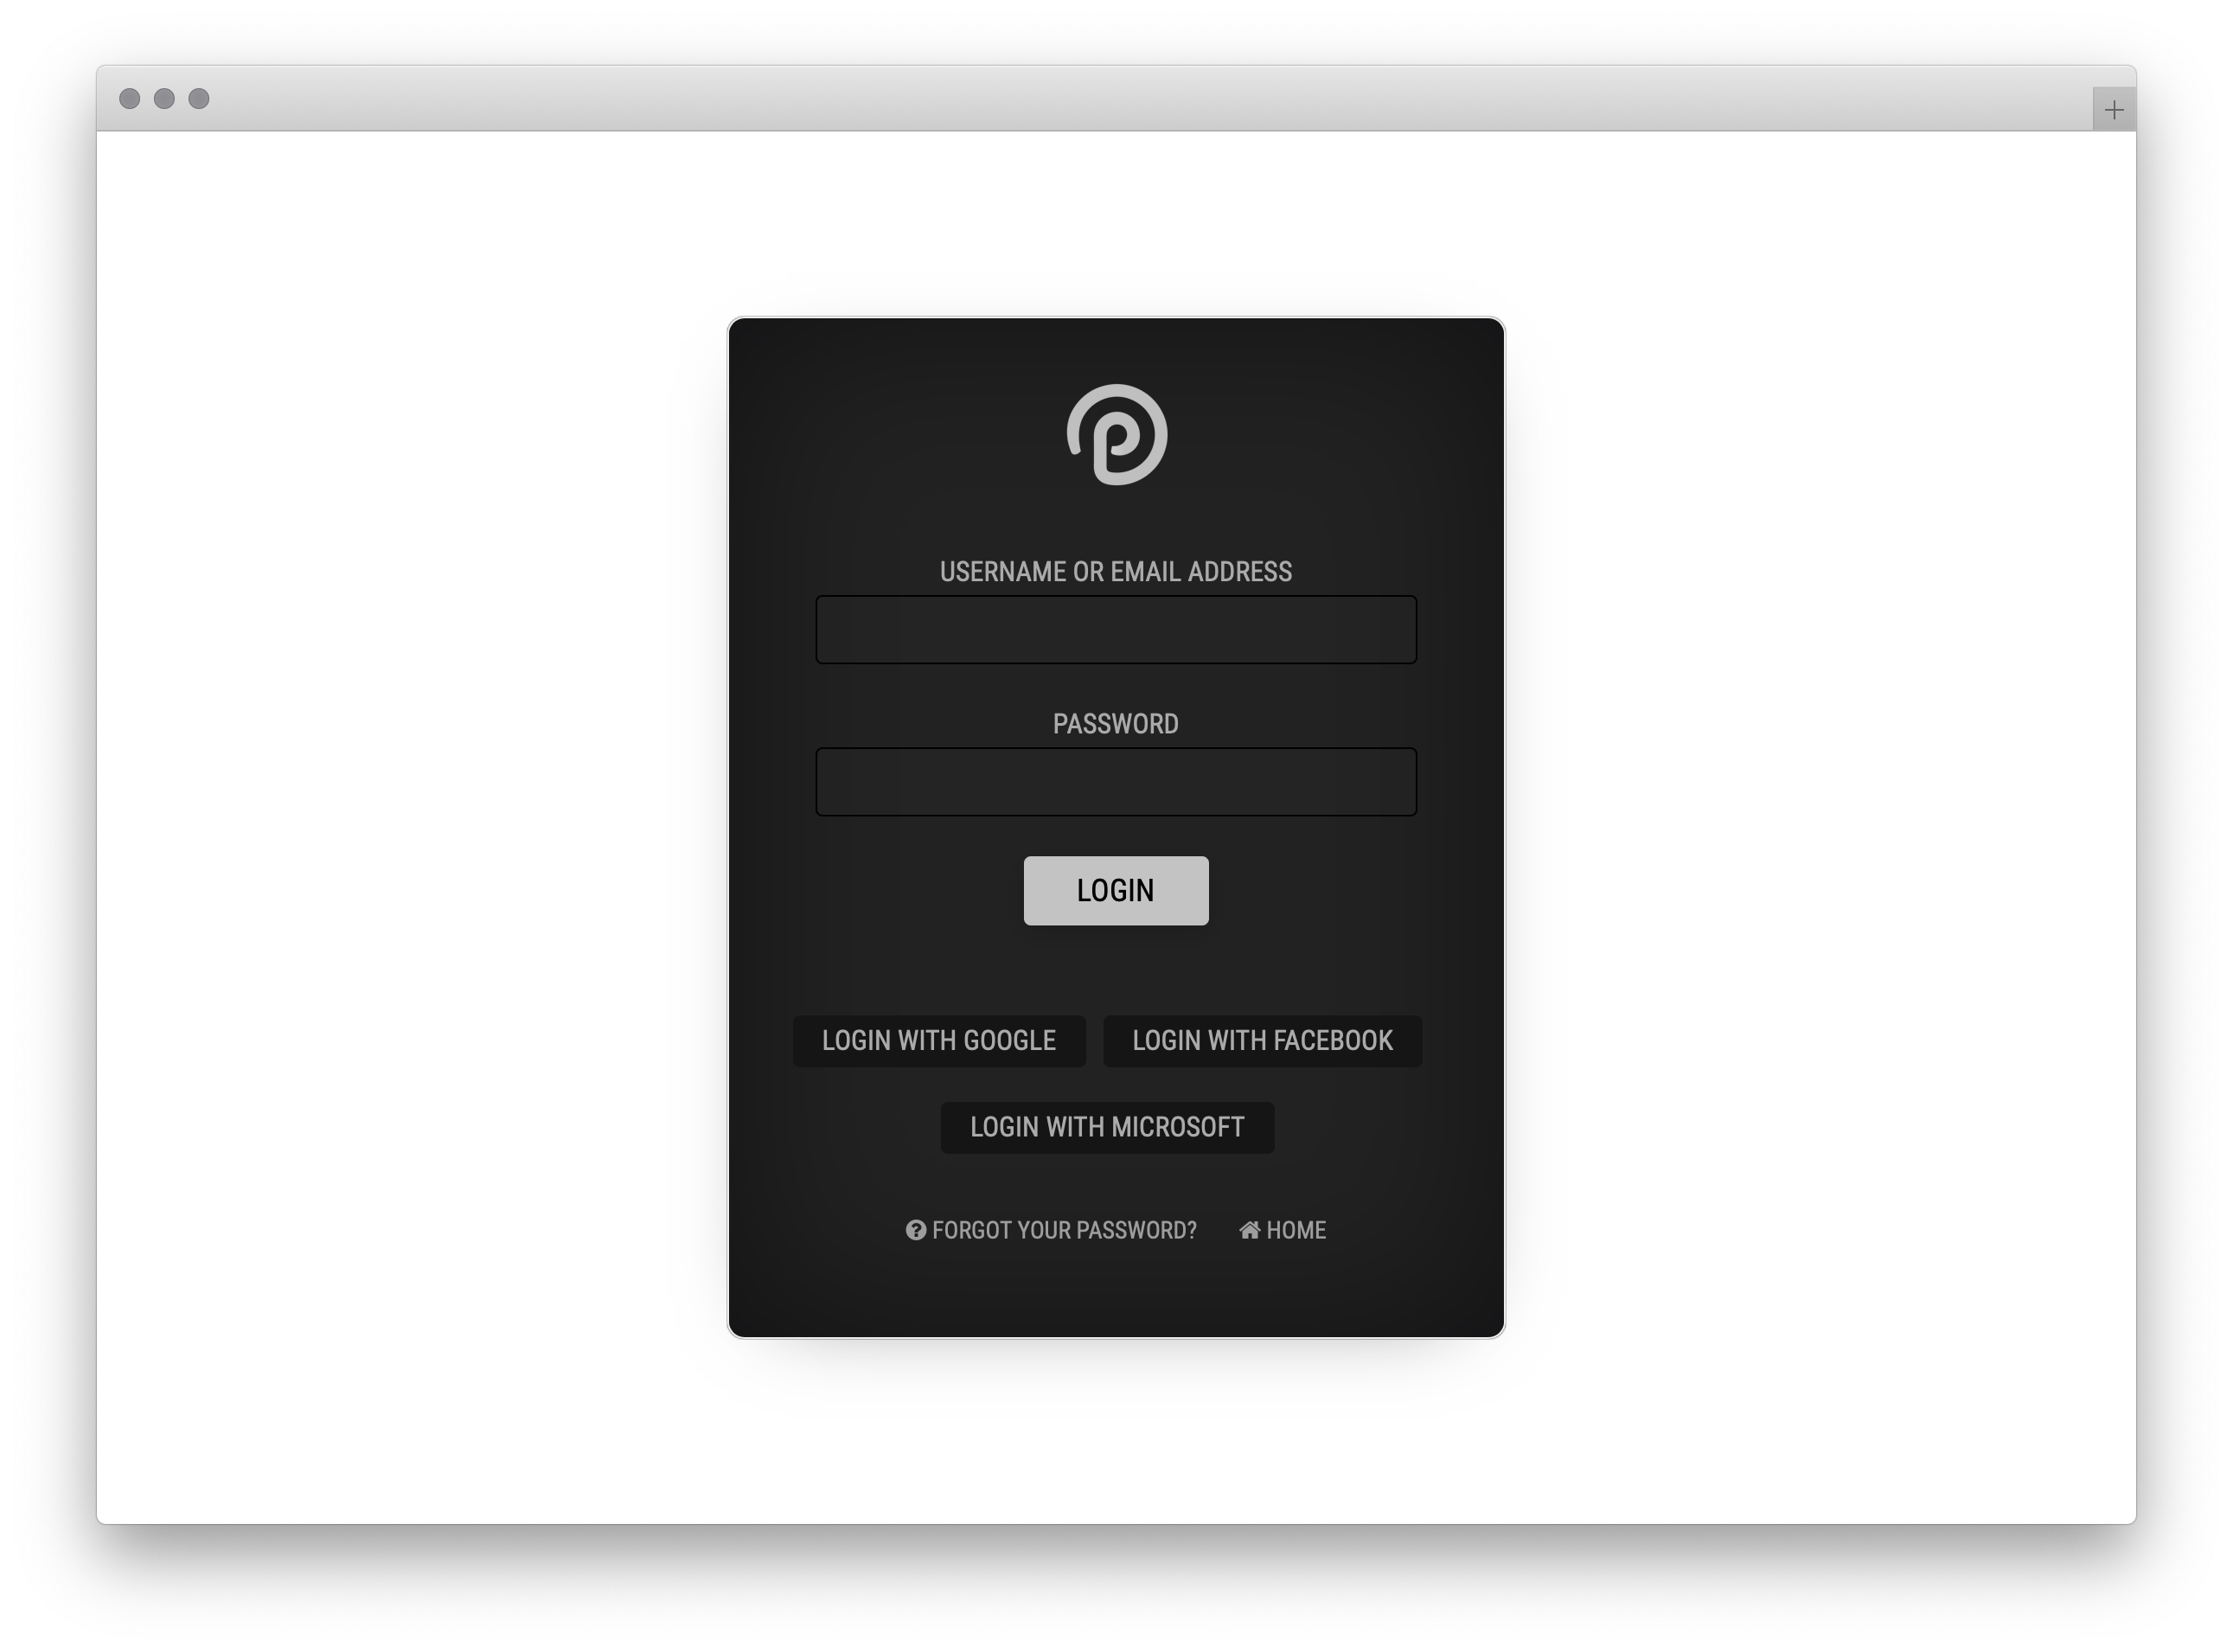 USERNAME OR EMAIL ADDRESS
PASSWORD
LOGIN
LOGIN WITH GOOGLE
LOGIN WITH FACEBOOK
LOGIN WITH MICROSOFT
FORGOT YOUR PASSWORD?
HOME